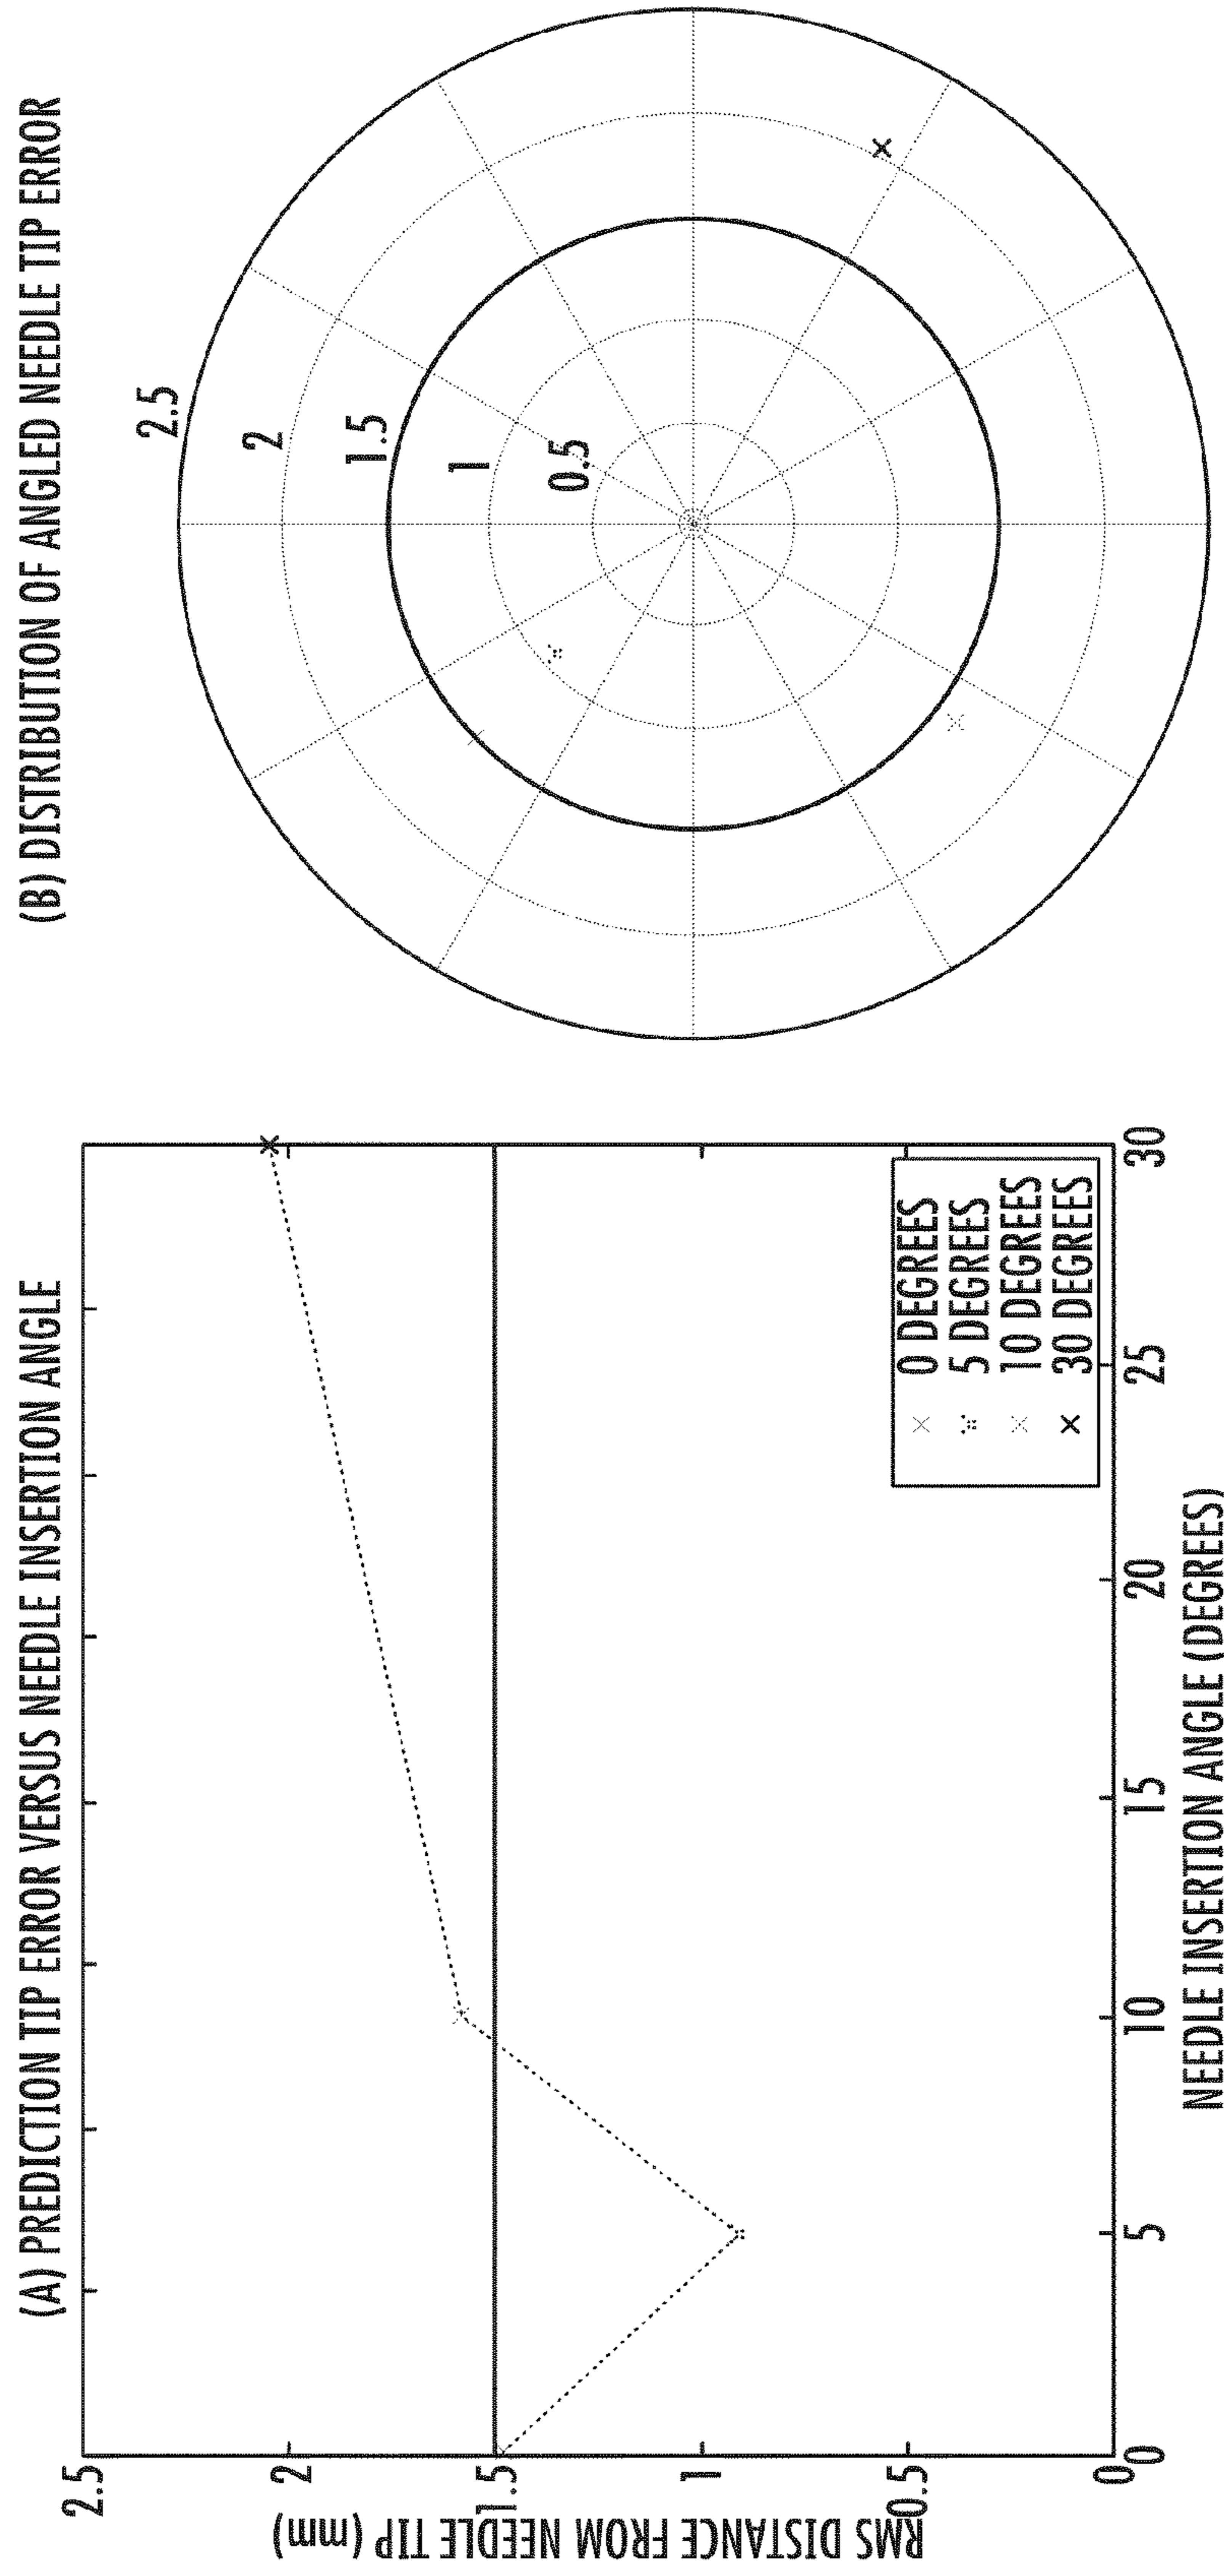 (A) PREDICTION TIP ERROR VERSUS NEEDLE INSERTION ANGLE
2.5
2
1.5
1
0.5
0
RMS DISTANCE FROM NEEDLE TIP (mm)
0 5 10 15 20 25 30
NEEDLE INSERTION ANGLE (DEGREES)
0 DEGREES
5 DEGREES
10 DEGREES
30 DEGREES
(B) DISTRIBUTION OF ANGLED NEEDLE TIP ERROR
2.5
2
1.5
1
0.5